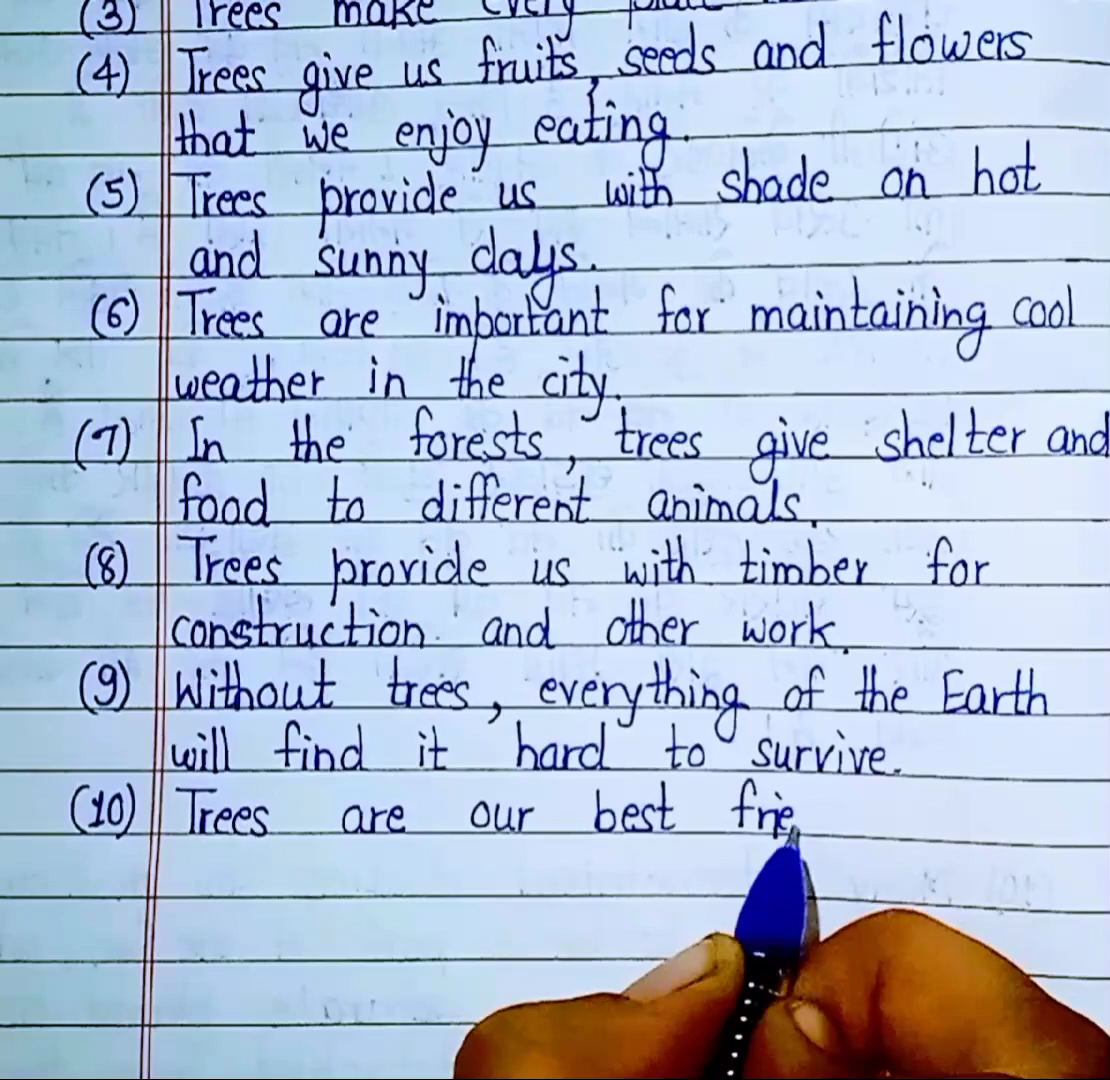 (3) Trees make every
(4) Trees give us fruits, seeds and flowers
that we enjoy eating.
(5) Trees provide us with shade on hot
and sunny days.
(6) Trees are important for maintaining cool
weather in the city.
(7) In the forests, trees give shelter and
food to different animals.
(8) Trees provide us with timber for
construction and other work.
(9) Without trees, everything of the Earth
will find it hard to survive.
(10) Trees are our best frie